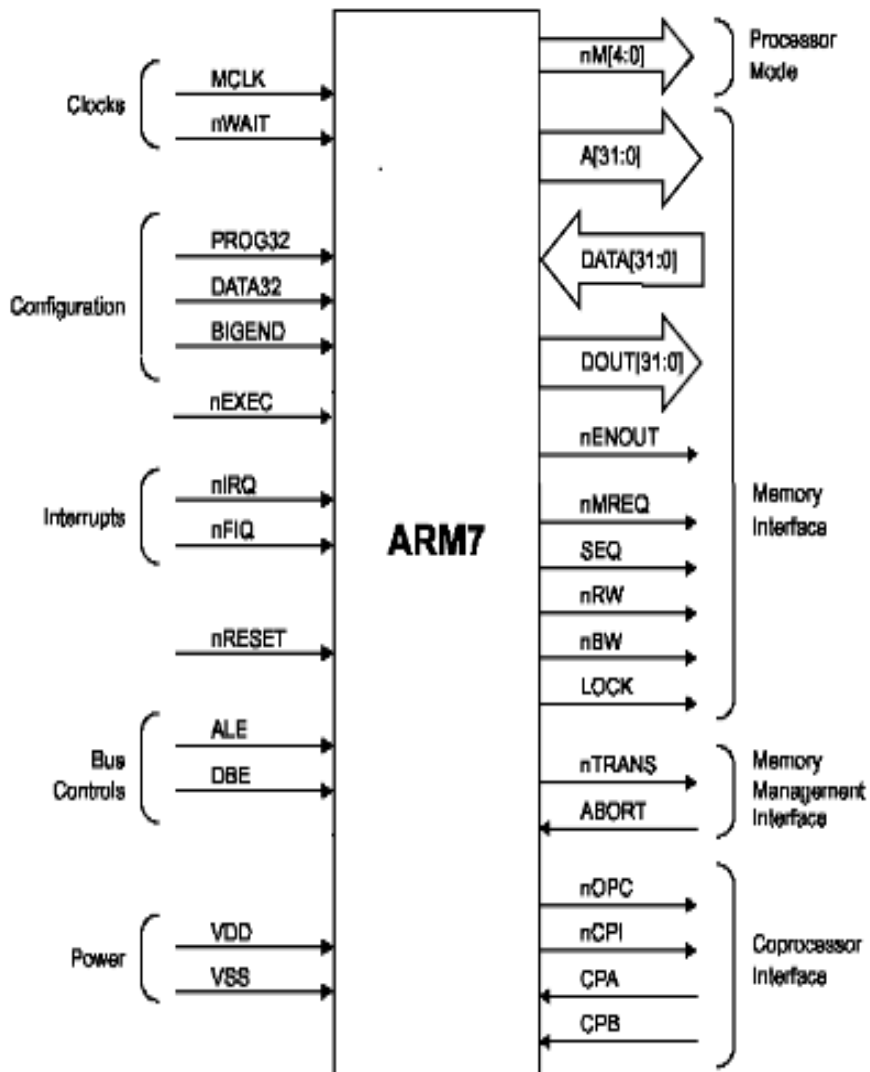 Clocks
MCLK
nWAIT
Configuration
PROG32
DATA32
BIGEND
nEXEC
Interrupts
nIRQ
nFIQ
nRESET
Bus
Controls
ALE
DBE
Power
VDD
VSS
ARM7
nM[4:0]
Processor
Mode
A[31:0]
DATA[31:0]
DOUT[31:0]
nENOUT
nMREQ
SEQ
nRW
nBW
LOCK
Memory
Interface
nTRANS
ABORT
Memory
Management
Interface
nOPC
nCPI
CPA
CPB
Coprocessor
Interface